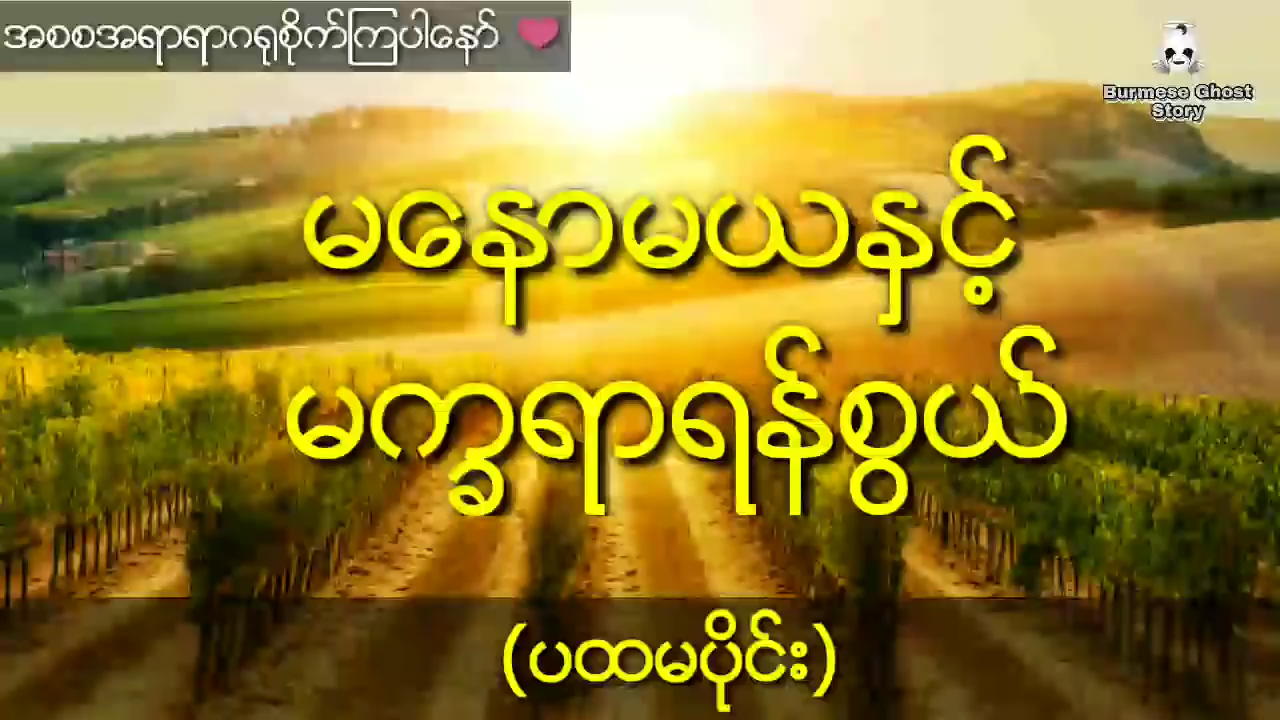 အစစအရာရာဂရုစိုက်ကြပါနော် ❤
Burmese Ghost
Story
မနောမယနှင့်
မက္ခရာရန်စွယ်
(ပထမပိုင်း)